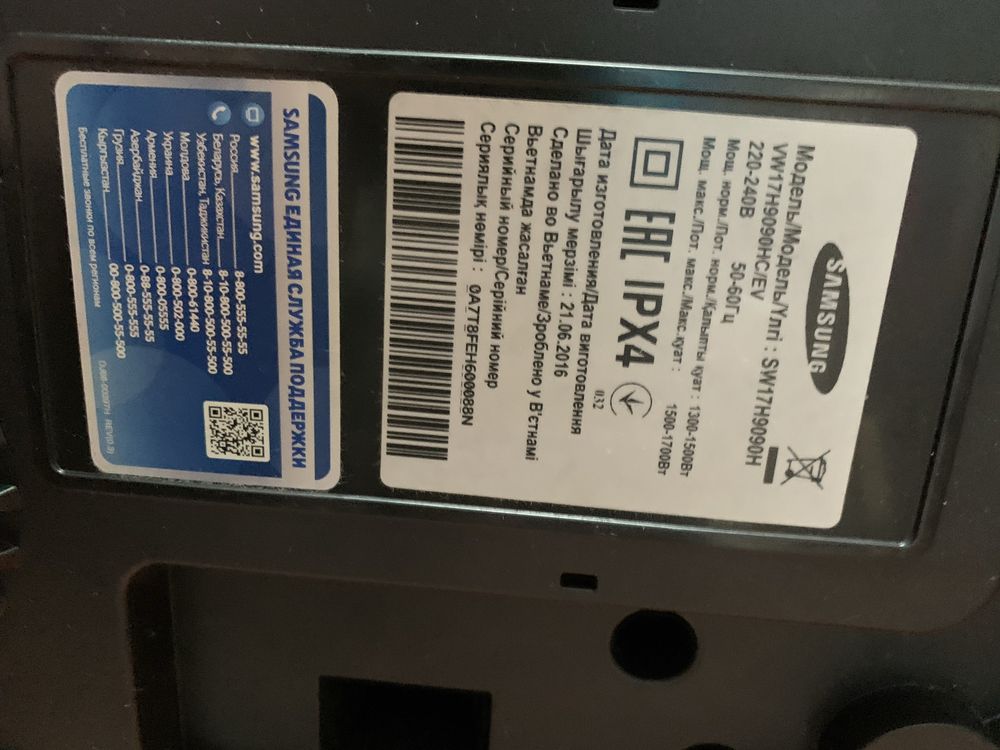 SAMSUNG
Модель/Модель/Үлгі : SW17H9090H
VW17H9090HC/EV
220-240В 50-60Гц
Мощ. норм./Пот. норм./Қалыпты қуат : 1300-1500Вт
Мощ. макс./Пот. макс./Макс.қуат : 1500-1700Вт
EAC IPX4
032
Дата изготовления/Дата виготовлення
Шығарылу мерзімі : 21.06.2016
Сделано во Вьетнаме/Зроблено у В'єтнамі
Вьетнамда жасалған
Серийный номер/Серійний номер
Сериялық нөмірі : 0A7T8FEH600088N
SAMSUNG ЕДИНАЯ СЛУЖБА ПОДДЕРЖКИ
www.samsung.com
Россия 8-800-555-55-55
Беларусь, Казахстан 8-10-800-500-55-500
Узбекистан, Таджикистан 8-10-800-500-55-500
Молдова 0-800-61440
Украина 0-800-502-000
Армения 0-800-05555
Азербайджан 0-88-555-55-55
Грузия 0-800-555-555
Кыргызстан 00-800-500-55-500
Бесплатные звонки по всем регионам